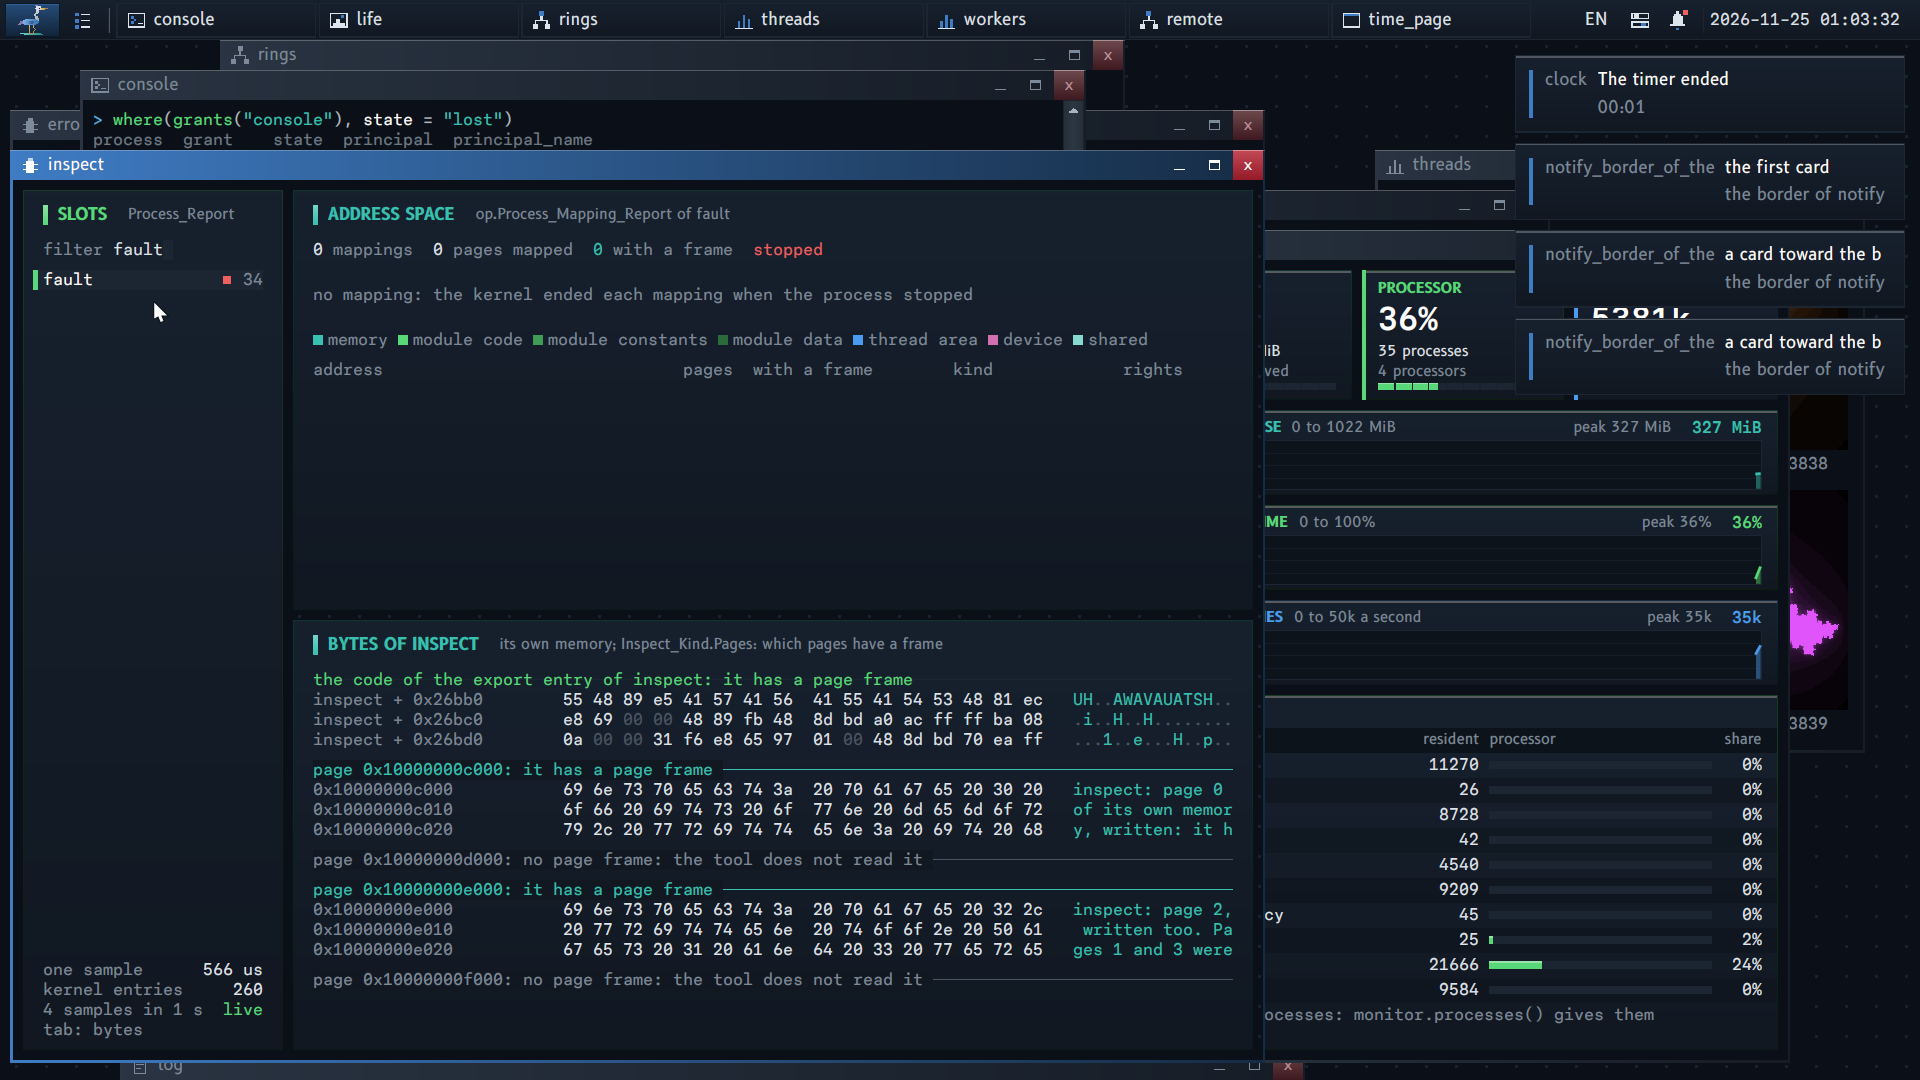 console
life
rings
threads
workers
remote
time_page
EN
2026-11-25 01:03:32
rings
console
> where(grants("console"), state = "lost")
process grant state principal principal_name
erro
inspect
SLOTS Process_Report
filter fault
fault 34
one sample 566 us
kernel entries 260
4 samples in 1 s live
tab: bytes
ADDRESS SPACE op.Process_Mapping_Report of fault
0 mappings 0 pages mapped 0 with a frame stopped
no mapping: the kernel ended each mapping when the process stopped
memory module code module constants module data thread area device shared
address pages with a frame kind rights
BYTES OF INSPECT its own memory; Inspect_Kind.Pages: which pages have a frame
the code of the export entry of inspect: it has a page frame
inspect + 0x26bb0 55 48 89 e5 41 57 41 56 41 55 41 54 53 48 81 ec UH..AWAVAUATSH..
inspect + 0x26bc0 e8 69 00 00 48 89 fb 48 8d bd a0 ac ff ff ba 08 .i..H..H........
inspect + 0x26bd0 0a 00 00 31 f6 e8 65 97 01 00 48 8d bd 70 ea ff ...1..e...H..p..
page 0x10000000c000: it has a page frame
0x10000000c000 69 6e 73 70 65 63 74 3a 20 70 61 67 65 20 30 20 inspect: page 0
0x10000000c010 6f 66 20 69 74 73 20 6f 77 6e 20 6d 65 6d 6f 72 of its own memor
0x10000000c020 79 2c 20 77 72 69 74 74 65 6e 3a 20 69 74 20 68 y, written: it h
page 0x10000000d000: no page frame: the tool does not read it
page 0x10000000e000: it has a page frame
0x10000000e000 69 6e 73 70 65 63 74 3a 20 70 61 67 65 20 32 2c inspect: page 2,
0x10000000e010 20 77 72 69 74 74 65 6e 20 74 6f 6f 2e 20 50 61 written too. Pa
0x10000000e020 67 65 73 20 31 20 61 6e 64 20 33 20 77 65 72 65 ges 1 and 3 were
page 0x10000000f000: no page frame: the tool does not read it
threads
clock The timer ended
00:01
notify_border_of_the the first card
the border of notify
notify_border_of_the a card toward the b
the border of notify
notify_border_of_the a card toward the b
the border of notify
PROCESSOR
36%
35 processes
4 processors
iB
ved
5381k
SE 0 to 1022 MiB peak 327 MiB 327 MiB
ME 0 to 100% peak 36% 36%
ES 0 to 50k a second peak 35k 35k
3838
3839
resident processor share
11270 0%
26 0%
8728 0%
42 0%
4540 0%
9209 0%
cy 45 0%
25 2%
21666 24%
9584 0%
ocesses: monitor.processes() gives them
log